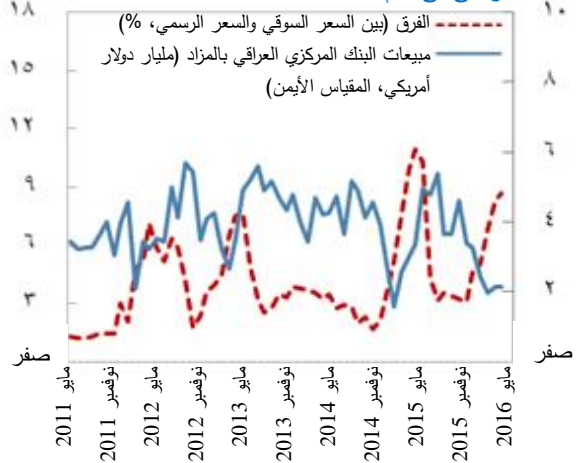 الفرق (بين السعر السوقي والسعر الرسمي، %)
مبيعات البنك المركزي العراقي بالمزاد (مليار دولار
أمريكي، المقياس الأيمن)
١٨
١٥
١٢
٩
٦
٣
صفر
١٠
٨
٦
٤
٢
صفر
مايو 2011
نوفمبر 2011
مايو 2012
نوفمبر 2012
مايو 2013
نوفمبر 2013
مايو 2014
نوفمبر 2014
مايو 2015
نوفمبر 2015
مايو 2016